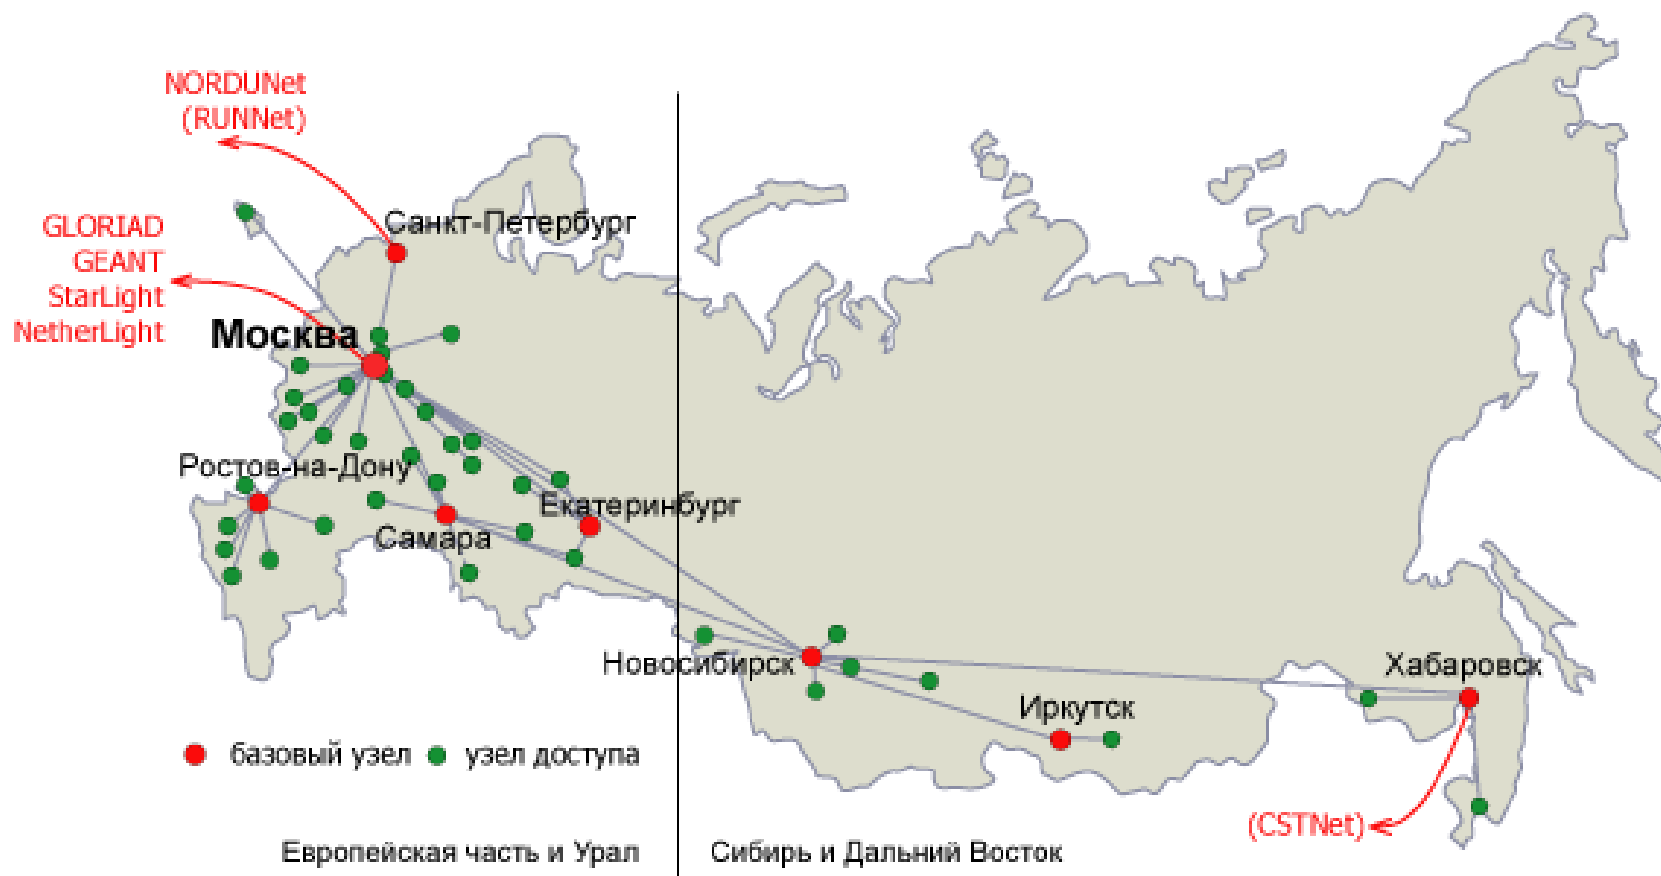 NORDUNet
(RUNNet)
GLORIAD
GEANT
StarLight
NetherLight
Санкт-Петербург
Москва
Ростов-на-Дону
Екатеринбург
Самара
Новосибирск
Хабаровск
Иркутск
базовый узел
узел доступа
(CSTNet)
Европейская часть и Урал
Сибирь и Дальний Восток